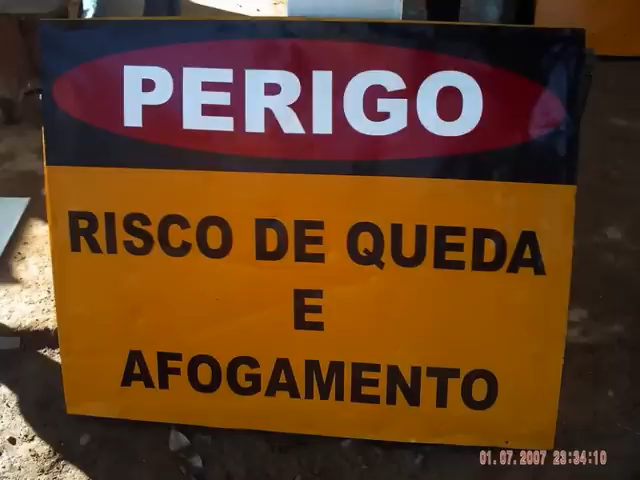 PERIGO
RISCO DE QUEDA
E
AFOGAMENTO
01.07.2007 23:34:10